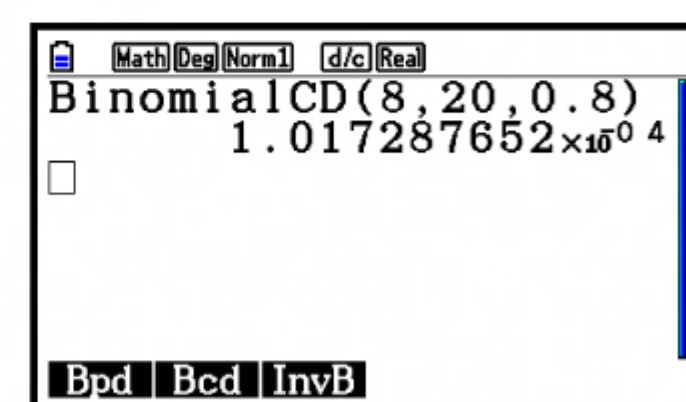 Math Deg Norm1 d/c Real
BinomialCD(8,20,0.8)
1.017287652×10⁻⁰⁴
Bpd Bcd InvB